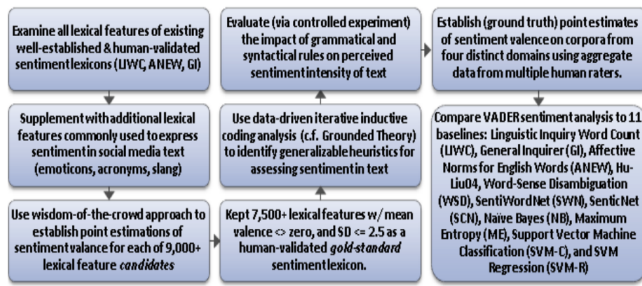 Examine all lexical features of existing
well-established & human-validated
sentiment lexicons (LIWC, ANEW, GI)
Supplement with additional lexical
features commonly used to express
sentiment in social media text
(emoticons, acronyms, slang)
Use wisdom-of-the-crowd approach to
establish point estimations of
sentiment valance for each of 9,000+
lexical feature candidates
Kept 7,500+ lexical features w/ mean
valence <> zero, and SD <= 2.5 as a
human-validated gold-standard
sentiment lexicon.
Use data-driven iterative inductive
coding analysis (c.f. Grounded Theory)
to identify generalizable heuristics for
assessing sentiment in text
Evaluate (via controlled experiment)
the impact of grammatical and
syntactical rules on perceived
sentiment intensity of text
Establish (ground truth) point estimates
of sentiment valence on corpora from
four distinct domains using aggregate
data from multiple human raters.
Compare VADER sentiment analysis to 11
baselines: Linguistic Inquiry Word Count
(LIWC), General Inquirer (GI), Affective
Norms for English Words (ANEW), Hu-
Liu04, Word-Sense Disambiguation
(WSD), SentiWordNet (SWN), SenticNet
(SCN), Naïve Bayes (NB), Maximum
Entropy (ME), Support Vector Machine
Classification (SVM-C), and SVM
Regression (SVM-R)